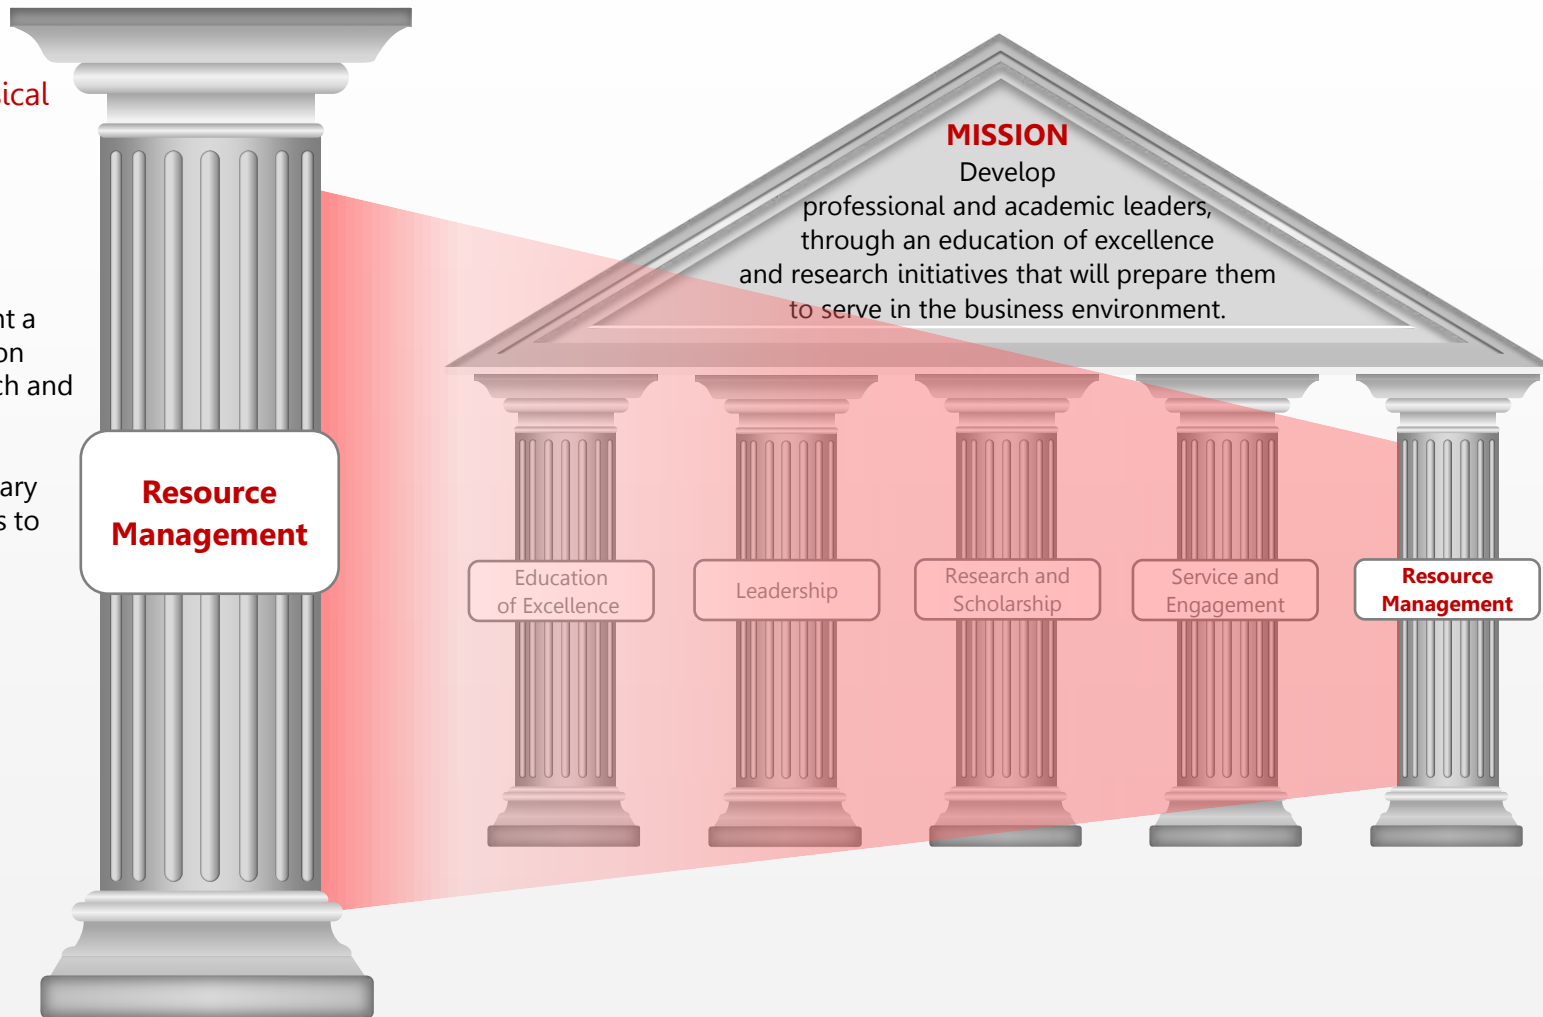 nt a
on
ch and
ary
s to
Resource
Management
MISSION
Develop
professional and academic leaders,
through an education of excellence
and research initiatives that will prepare them
to serve in the business environment.
Education
of Excellence
Leadership
Research and
Scholarship
Service and
Engagement
Resource
Management